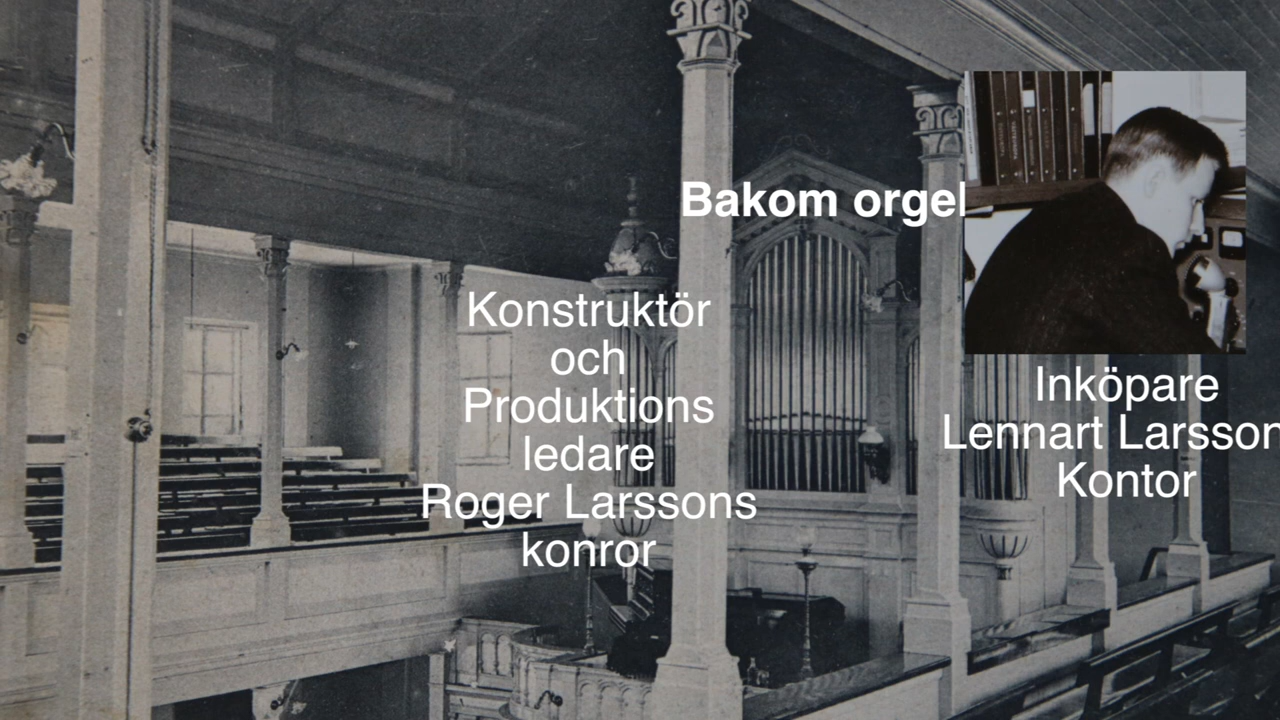 Bakom orgel
Konstruktör
och
Produktions
ledare
Roger Larssons
konror
Inköpare
Lennart Larsson
Kontor